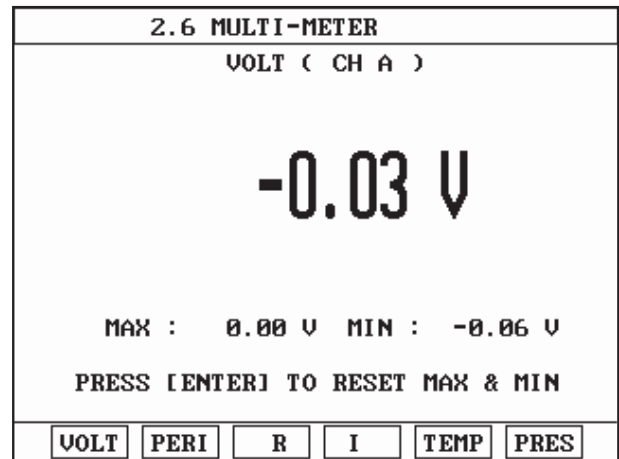 2.6 MULTI-METER
VOLT ( CH A )
-0.03 V
MAX : 0.00 V MIN : -0.06 V
PRESS [ENTER] TO RESET MAX & MIN
VOLT PERI R I TEMP PRES